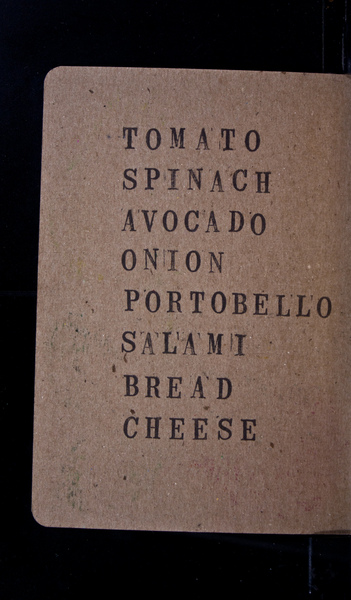 TOMATO
SPINACH
AVOCADO
ONION
PORTOBELLO
SALAMI
BREAD
CHEESE